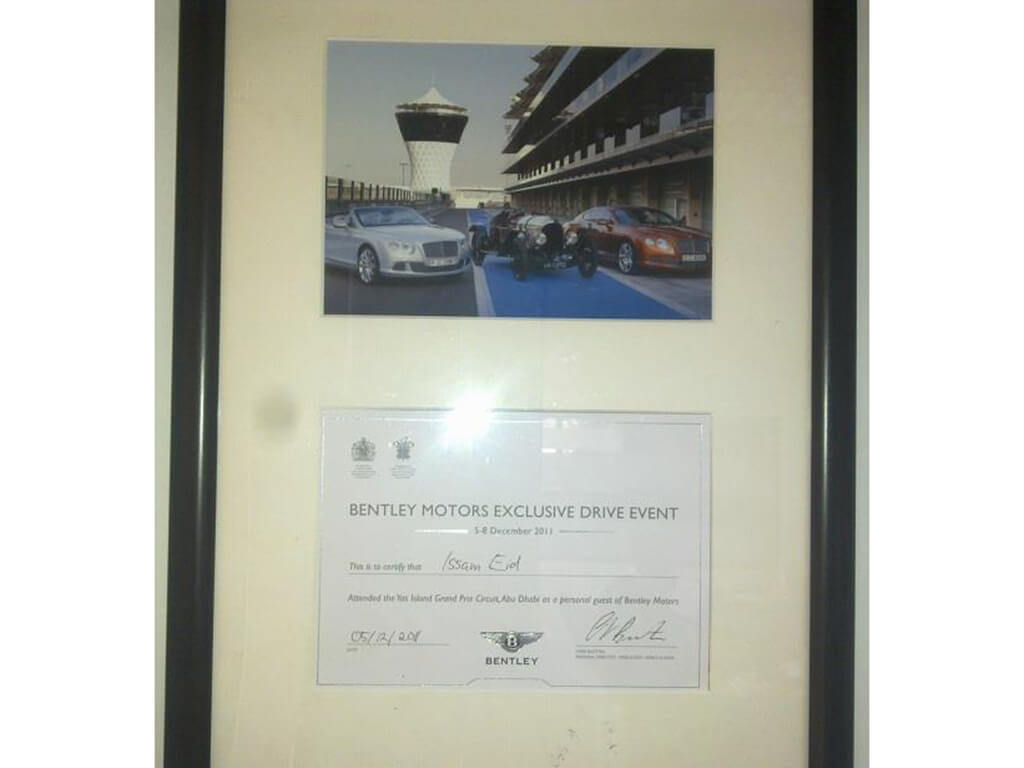 BENTLEY MOTORS EXCLUSIVE DRIVE EVENT
5-8 December 2011
This is to certify that Issam Eid
Attended the Yas Island Grand Prix Circuit, Abu Dhabi as a personal guest of Bentley Motors
05/12/2011
DATE
B
BENTLEY